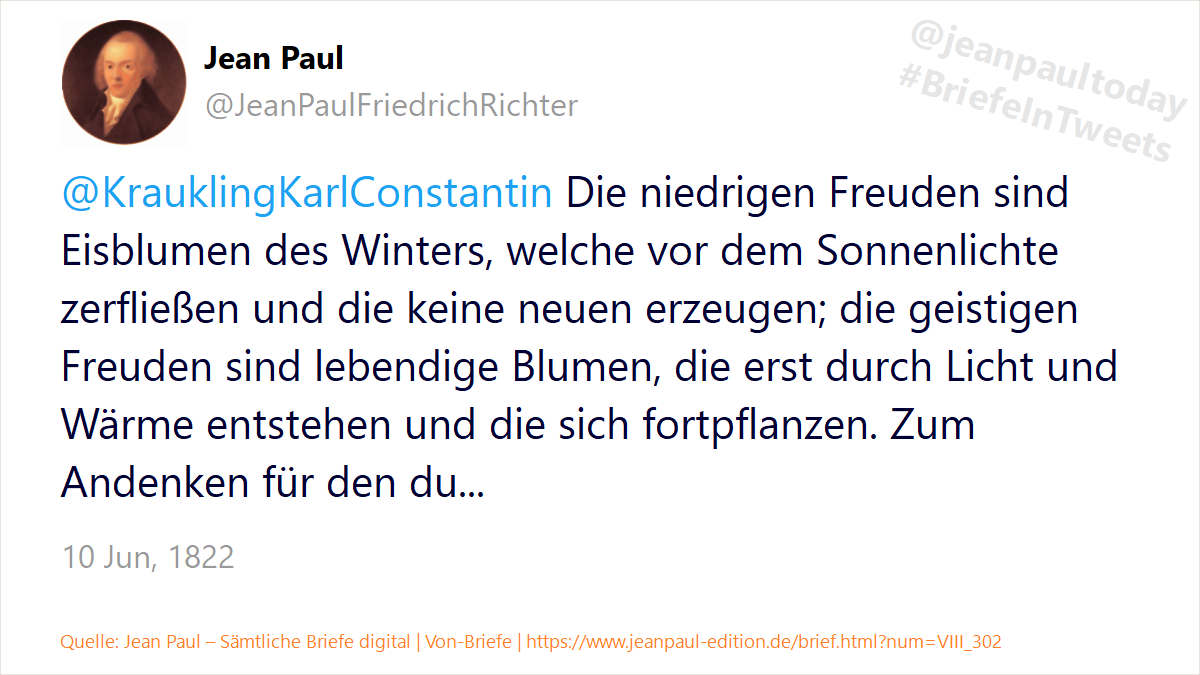 Jean Paul
@JeanPaulFriedrichRichter
@jeanpaultoday
#BriefeInTweets
@KrauklingKarlConstantin Die niedrigen Freuden sind
Eisblumen des Winters, welche vor dem Sonnenlichte
zerfließen und die keine neuen erzeugen; die geistigen
Freuden sind lebendige Blumen, die erst durch Licht und
Wärme entstehen und die sich fortpflanzen. Zum
Andenken für den du...
10 Jun, 1822
Quelle: Jean Paul – Sämtliche Briefe digital | Von-Briefe | https://www.jeanpaul-edition.de/brief.html?num=VIII_302